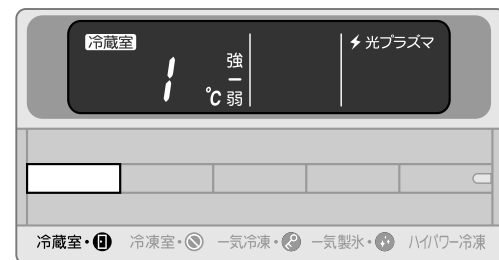 冷蔵室
1 ℃
強
弱
光プラズマ
冷蔵室・ 冷凍室・ 一気冷凍・ 一気製氷・ ハイパワー冷凍